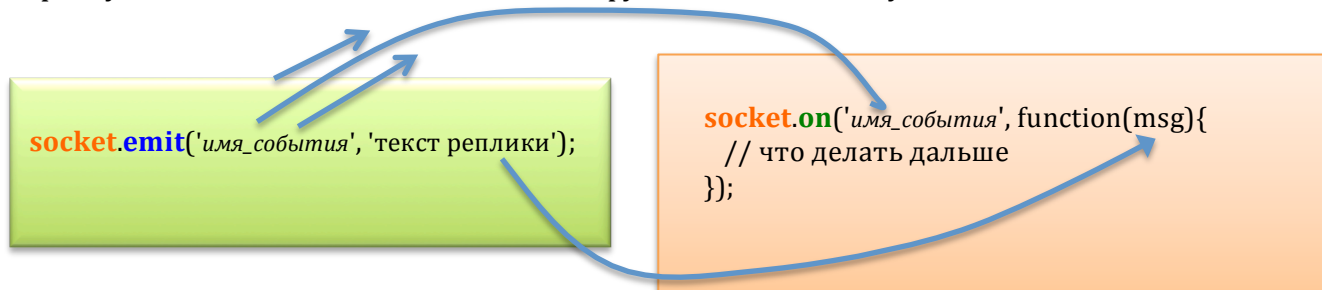 socket.emit('имя_события', 'текст реплики');
socket.on('имя_события', function(msg){
// что делать дальше
});